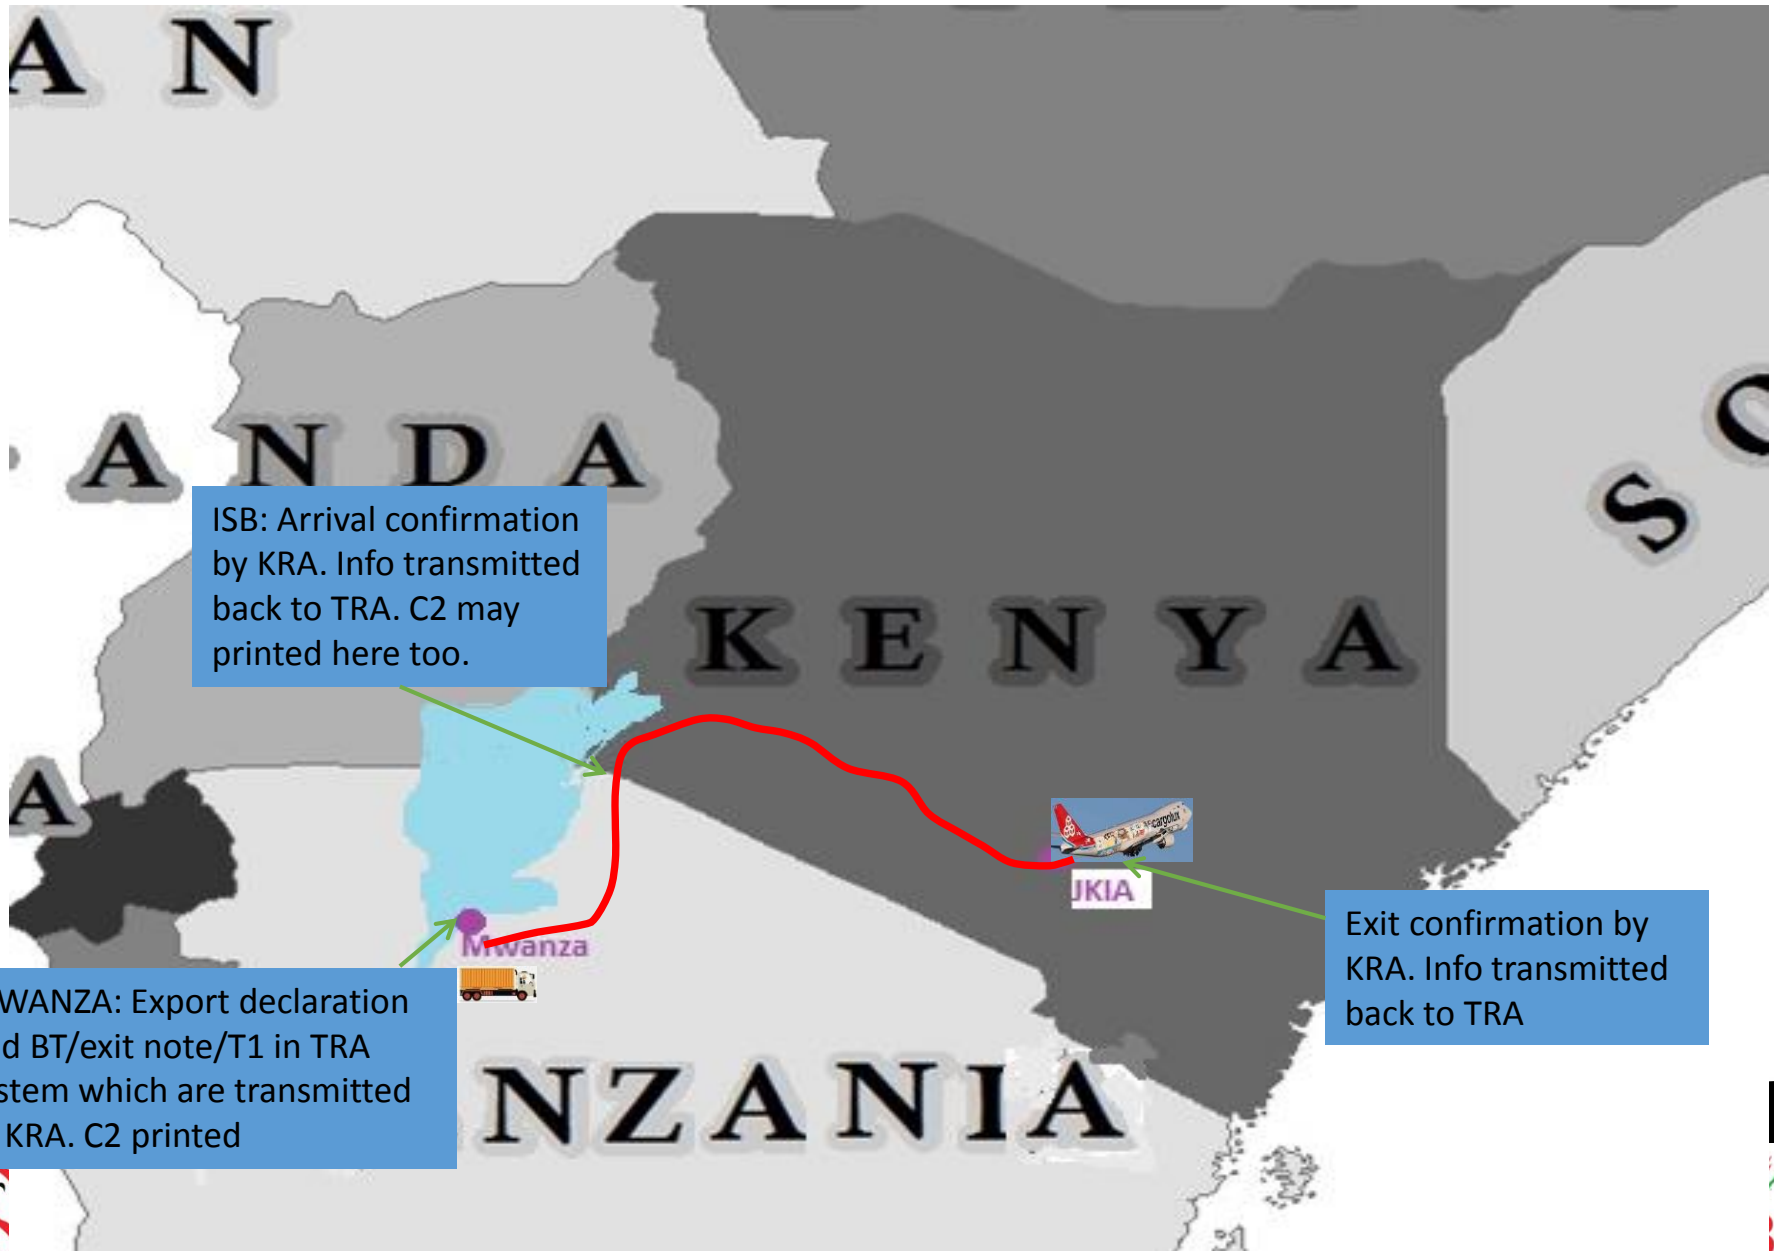 A N
A N D A
S O
ISB: Arrival confirmation
by KRA. Info transmitted
back to TRA. C2 may
printed here too.
K E N Y A
A
cargolux
JKIA
Mwanza
Exit confirmation by
KRA. Info transmitted
back to TRA
WANZA: Export declaration
d BT/exit note/T1 in TRA
stem which are transmitted
KRA. C2 printed
NZANIA